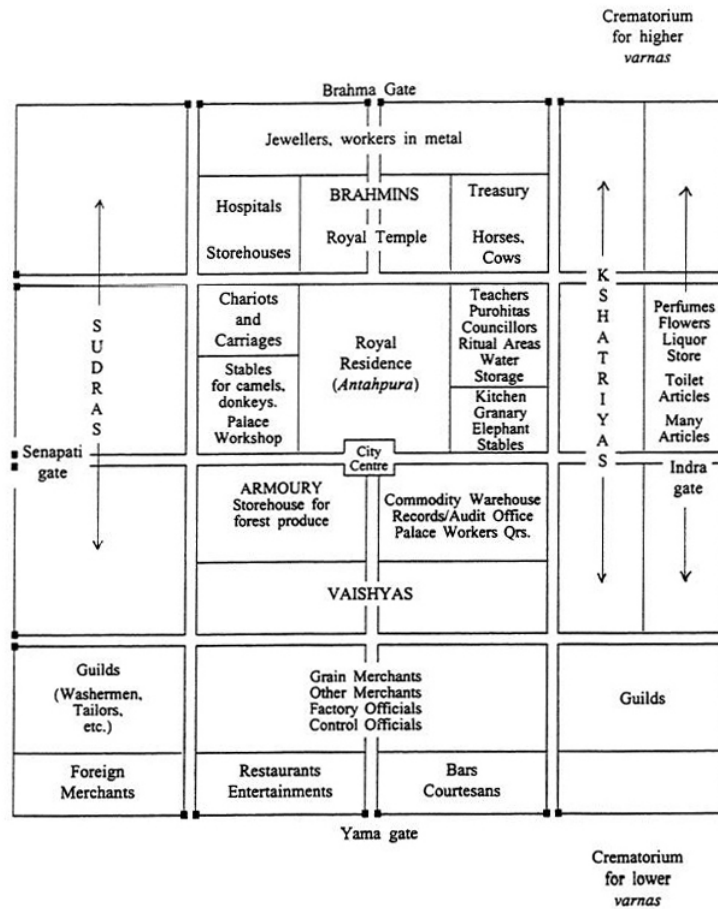 Crematorium
for higher
varnas
Brahma Gate
Jewellers, workers in metal
Hospitals
Storehouses
BRAHMINS
Royal Temple
Treasury
Horses,
Cows
SUDRAS
Chariots
and
Carriages
Stables
for camels,
donkeys.
Palace
Workshop
Royal
Residence
(Antahpura)
Teachers
Purohitas
Councillors
Ritual Areas
Water
Storage
Kitchen
Granary
Elephant
Stables
KSHATRIYAS
Perfumes
Flowers
Liquor
Store
Toilet
Articles
Many
Articles
Senapati
gate
City
Centre
Indra
gate
ARMOURY
Storehouse for
forest produce
Commodity Warehouse
Records/Audit Office
Palace Workers Qrs.
VAISHYAS
Guilds
(Washermen,
Tailors,
etc.)
Grain Merchants
Other Merchants
Factory Officials
Control Officials
Guilds
Foreign
Merchants
Restaurants
Entertainments
Bars
Courtesans
Yama gate
Crematorium
for lower
varnas